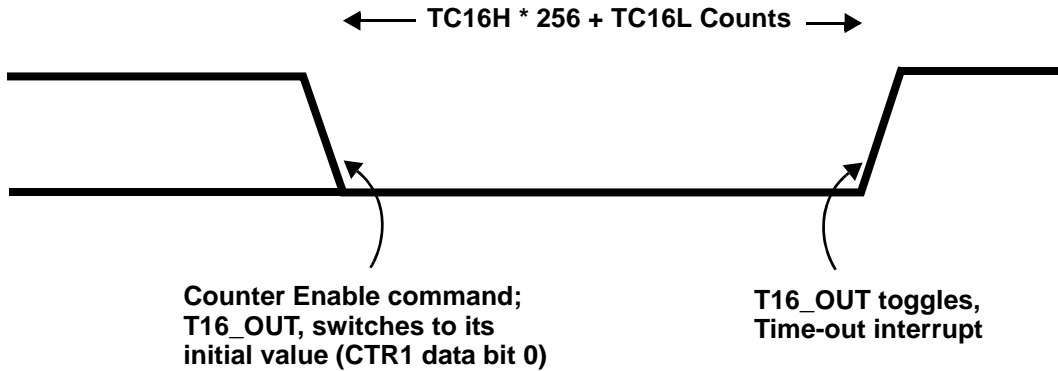 TC16H * 256 + TC16L Counts
Counter Enable command;
T16_OUT, switches to its
initial value (CTR1 data bit 0)
T16_OUT toggles,
Time-out interrupt